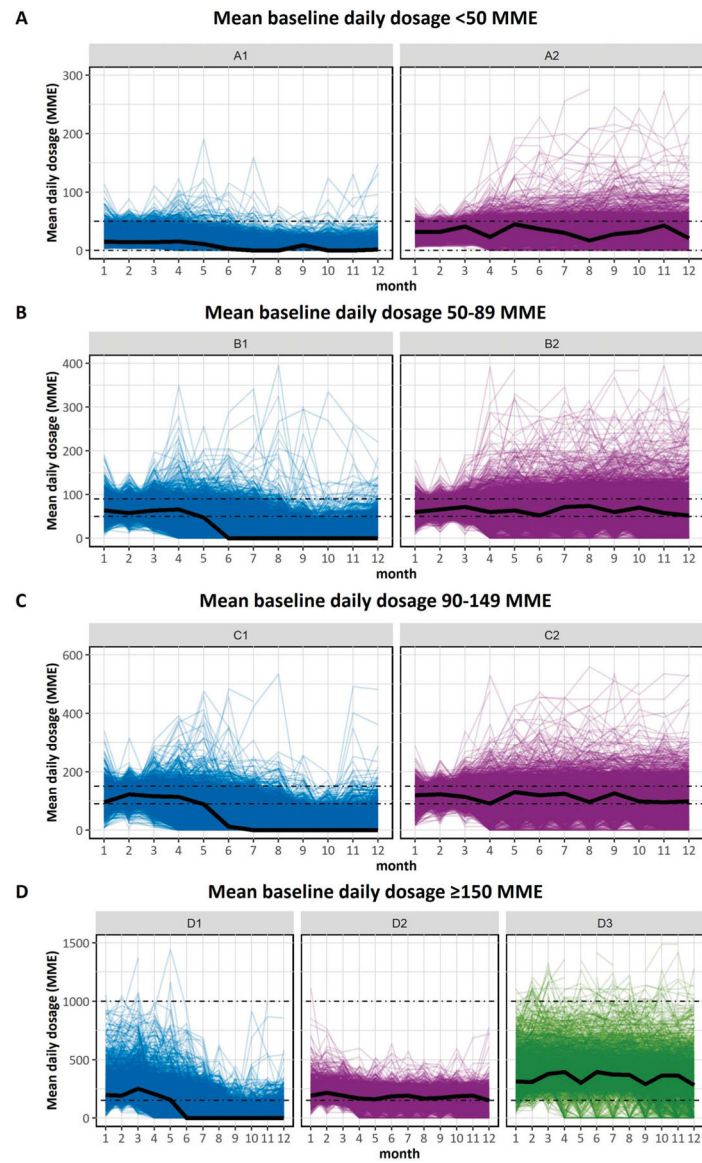 A Mean baseline daily dosage <50 MME
A1 A2
Mean daily dosage (MME)
300
200
100
0
1 2 3 4 5 6 7 8 9 10 11 12 1 2 3 4 5 6 7 8 9 10 11 12
month
B Mean baseline daily dosage 50-89 MME
B1 B2
Mean daily dosage (MME)
400
300
200
100
0
1 2 3 4 5 6 7 8 9 10 11 12 1 2 3 4 5 6 7 8 9 10 11 12
month
C Mean baseline daily dosage 90-149 MME
C1 C2
Mean daily dosage (MME)
600
400
200
0
1 2 3 4 5 6 7 8 9 10 11 12 1 2 3 4 5 6 7 8 9 10 11 12
month
D Mean baseline daily dosage ≥150 MME
D1 D2 D3
Mean daily dosage (MME)
1500
1000
500
0
1 2 3 4 5 6 7 8 9 10 11 12 1 2 3 4 5 6 7 8 9 10 11 12 1 2 3 4 5 6 7 8 9 10 11 12
month